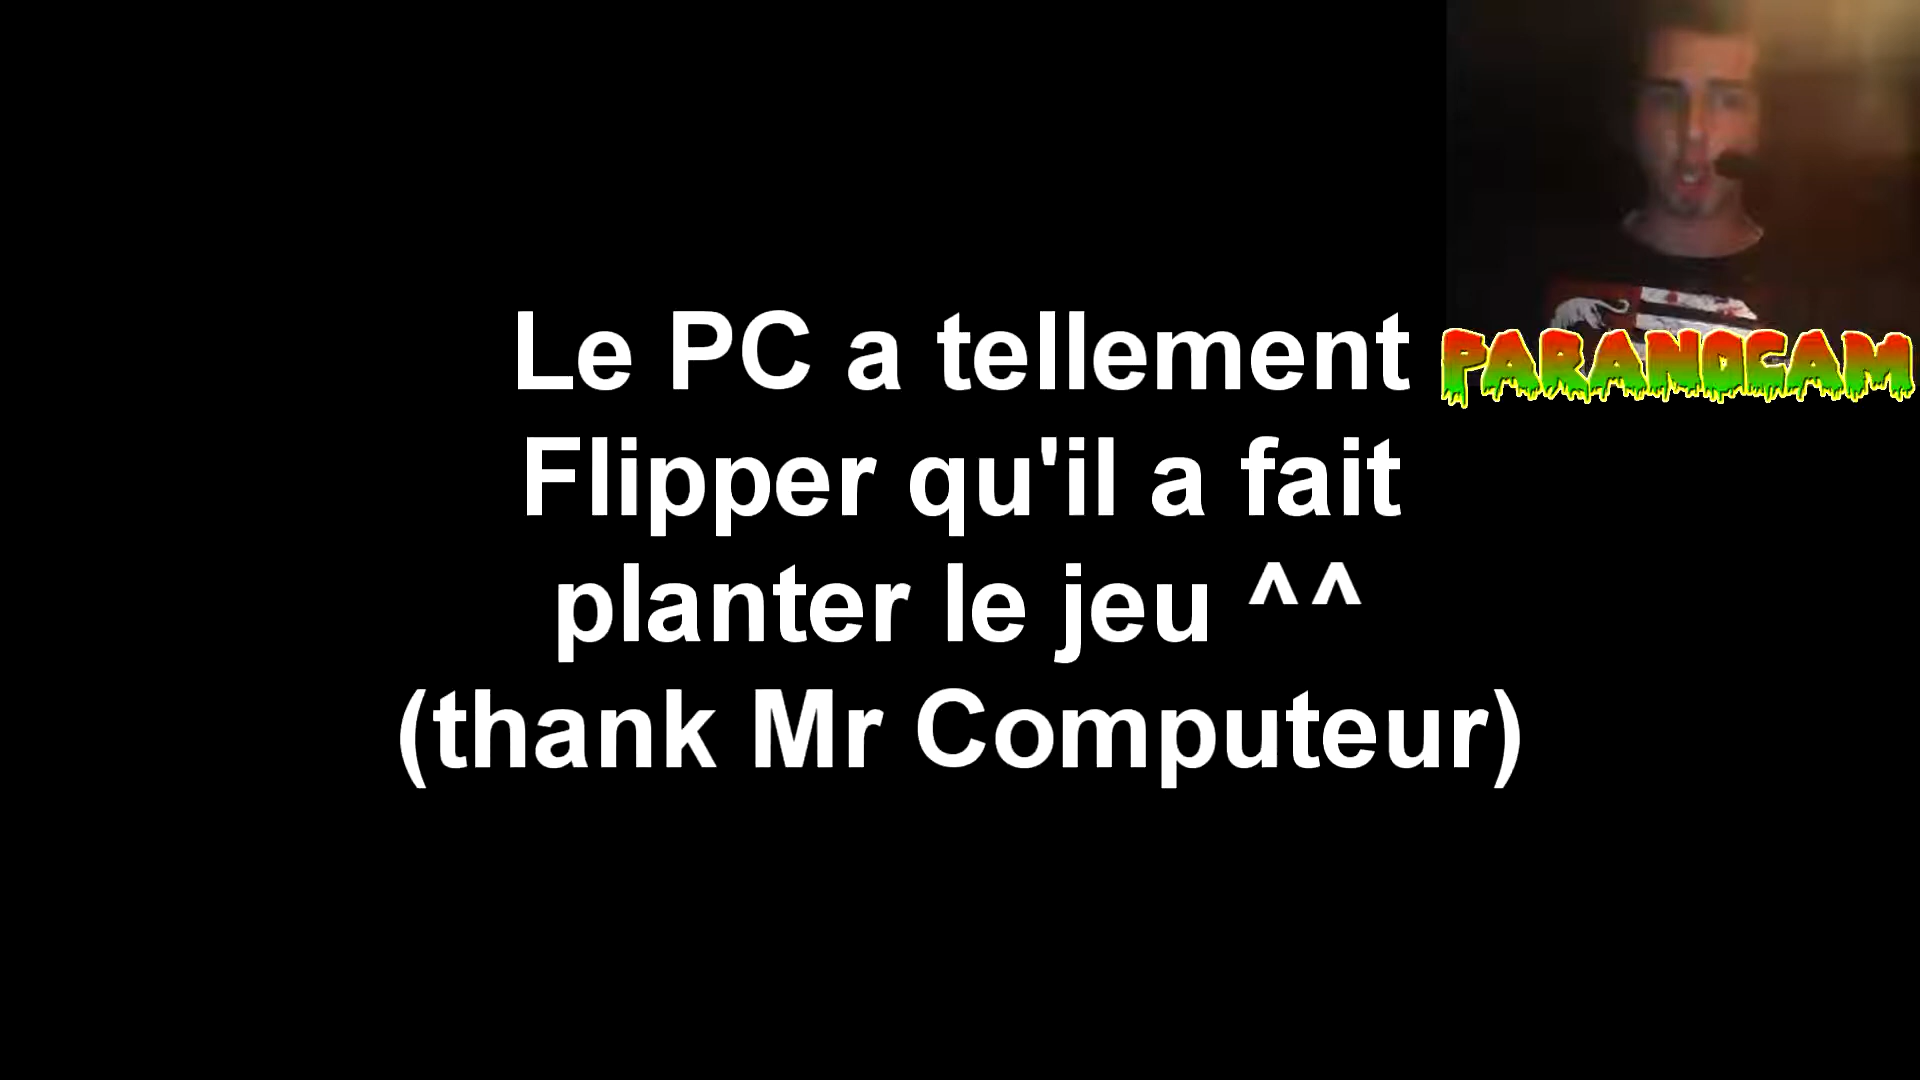 Le PC a tellement
Flipper qu'il a fait
planter le jeu ^^
(thank Mr Computeur)
PARANOCAM